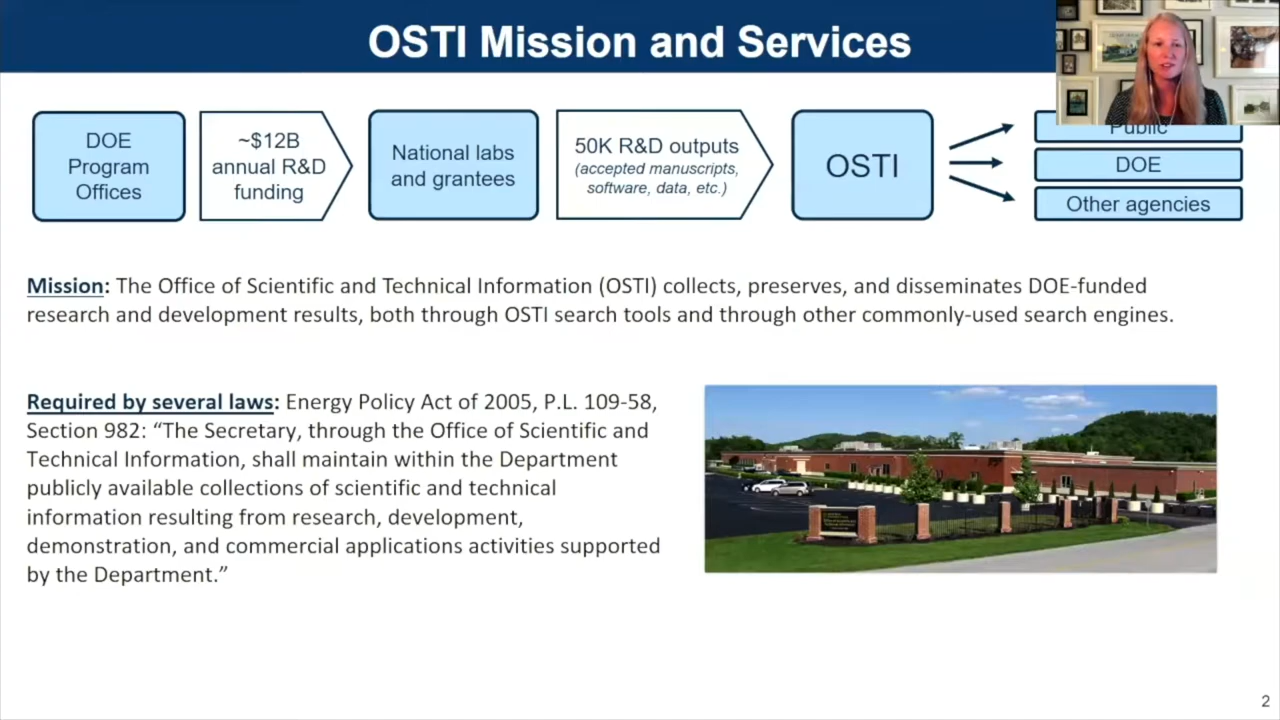 OSTI Mission and Services
DOE
Program
Offices
~$12B
annual R&D
funding
National labs
and grantees
50K R&D outputs
(accepted manuscripts,
software, data, etc.)
OSTI
Public
DOE
Other agencies
Mission: The Office of Scientific and Technical Information (OSTI) collects, preserves, and disseminates DOE-funded
research and development results, both through OSTI search tools and through other commonly-used search engines.
Required by several laws: Energy Policy Act of 2005, P.L. 109-58,
Section 982: “The Secretary, through the Office of Scientific and
Technical Information, shall maintain within the Department
publicly available collections of scientific and technical
information resulting from research, development,
demonstration, and commercial applications activities supported
by the Department.”
2